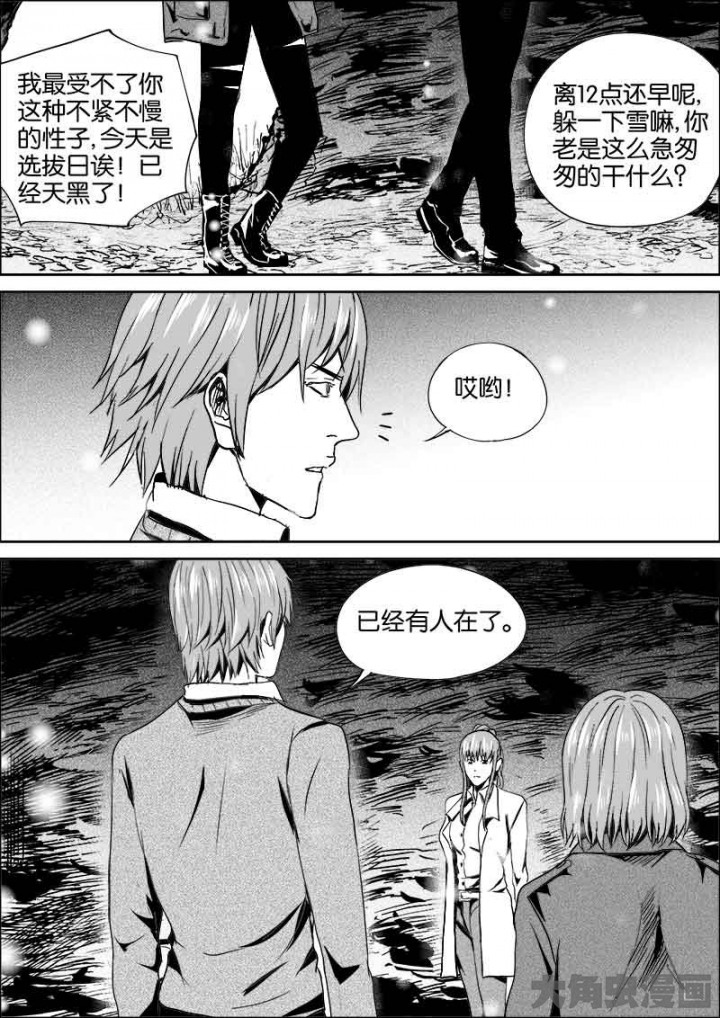 我最受不了你
这种不紧不慢
的性子,今天是
选拔日诶！已
经天黑了！
离12点还早呢,
躲一下雪嘛,你
老是这么急匆
匆的干什么？
哎哟！
已经有人在了。
大角虫漫画